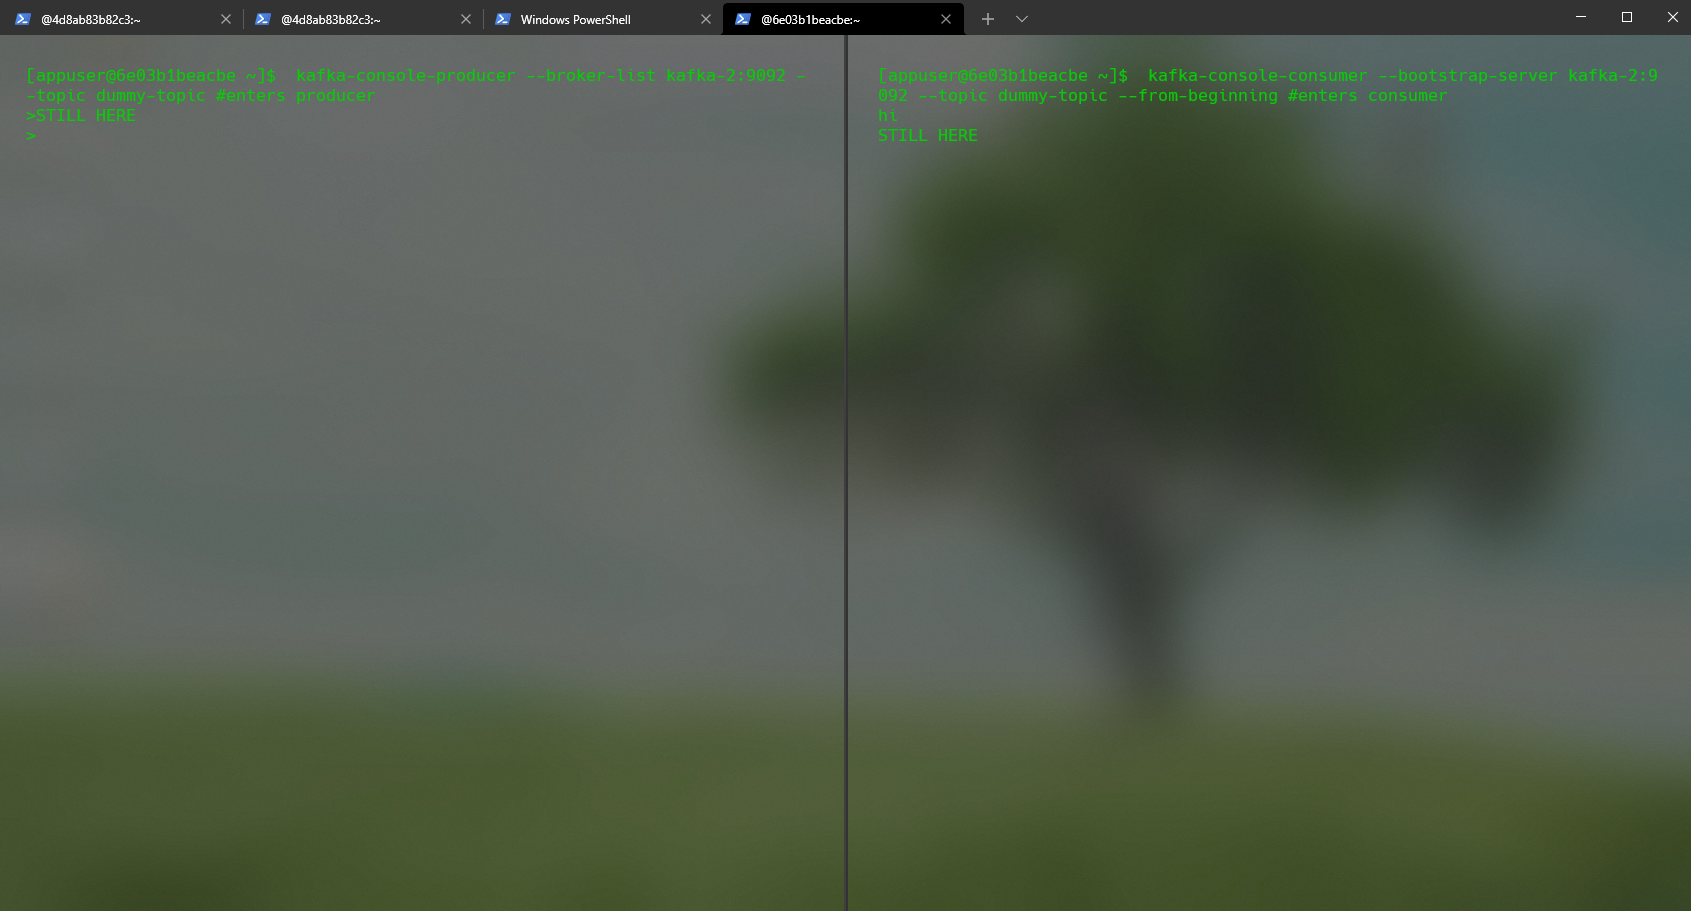 @4d8ab83b82c3:~
@4d8ab83b82c3:~
Windows PowerShell
@6e03b1beacbe:~
[appuser@6e03b1beacbe ~]$  kafka-console-producer --broker-list kafka-2:9092 -
-topic dummy-topic #enters producer
>STILL HERE
>
[appuser@6e03b1beacbe ~]$  kafka-console-consumer --bootstrap-server kafka-2:9
092 --topic dummy-topic --from-beginning #enters consumer
hi
STILL HERE